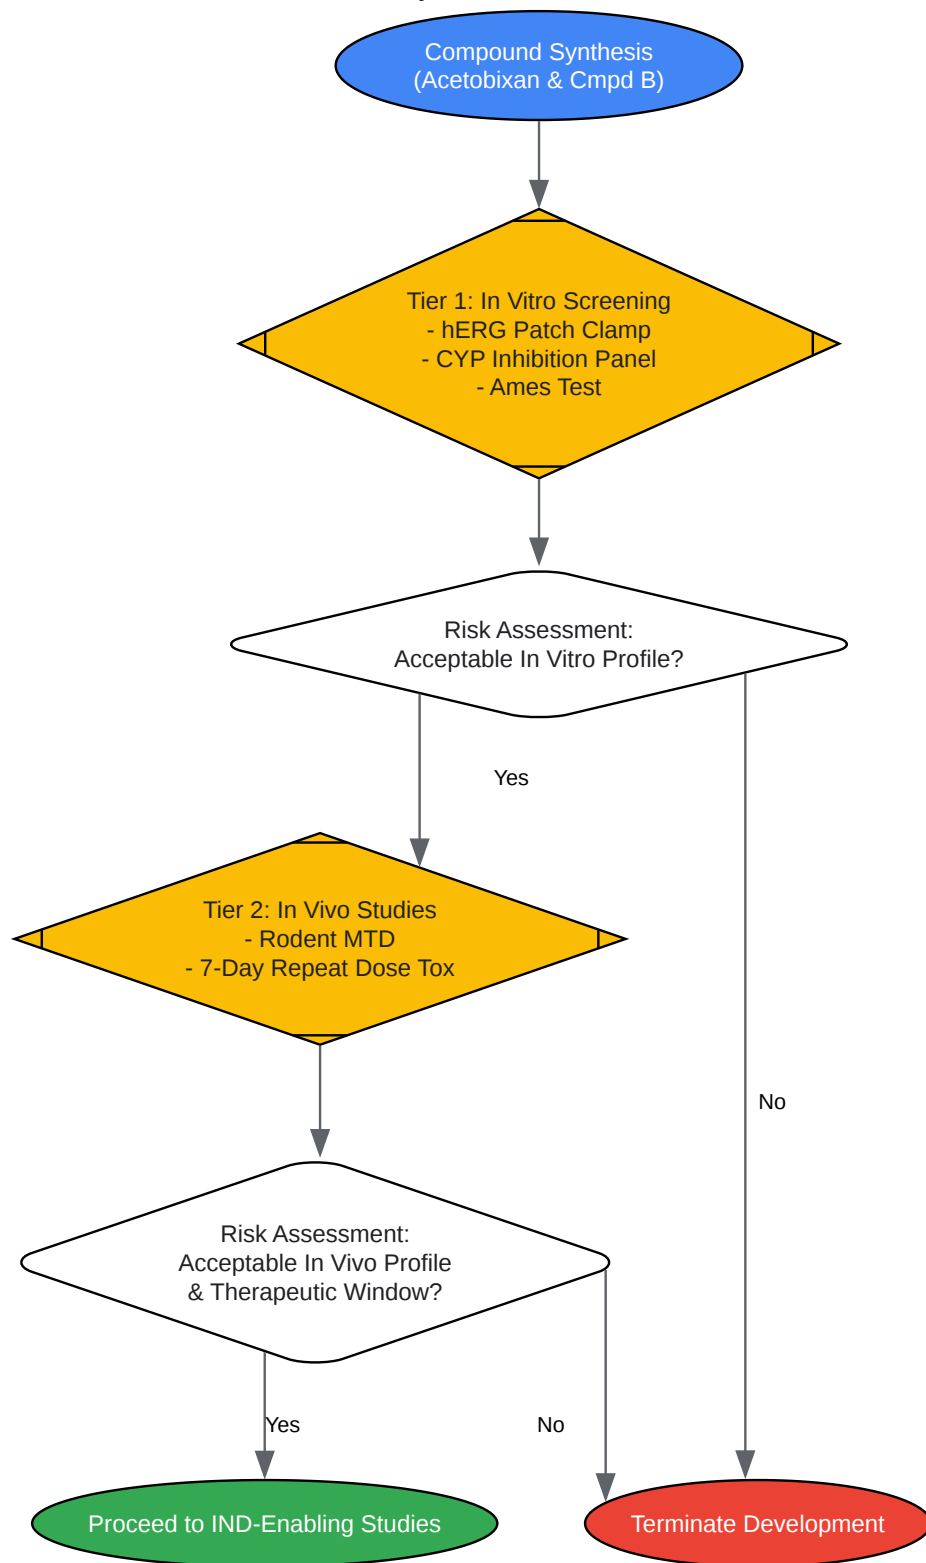 Compound Synthesis
(Acetobixan & Cmpd B)
Tier 1: In Vitro Screening
- hERG Patch Clamp
- CYP Inhibition Panel
- Ames Test
Risk Assessment:
Acceptable In Vitro Profile?
Yes
Tier 2: In Vivo Studies
- Rodent MTD
- 7-Day Repeat Dose Tox
No
Risk Assessment:
Acceptable In Vivo Profile
& Therapeutic Window?
Yes
No
Proceed to IND-Enabling Studies
Terminate Development